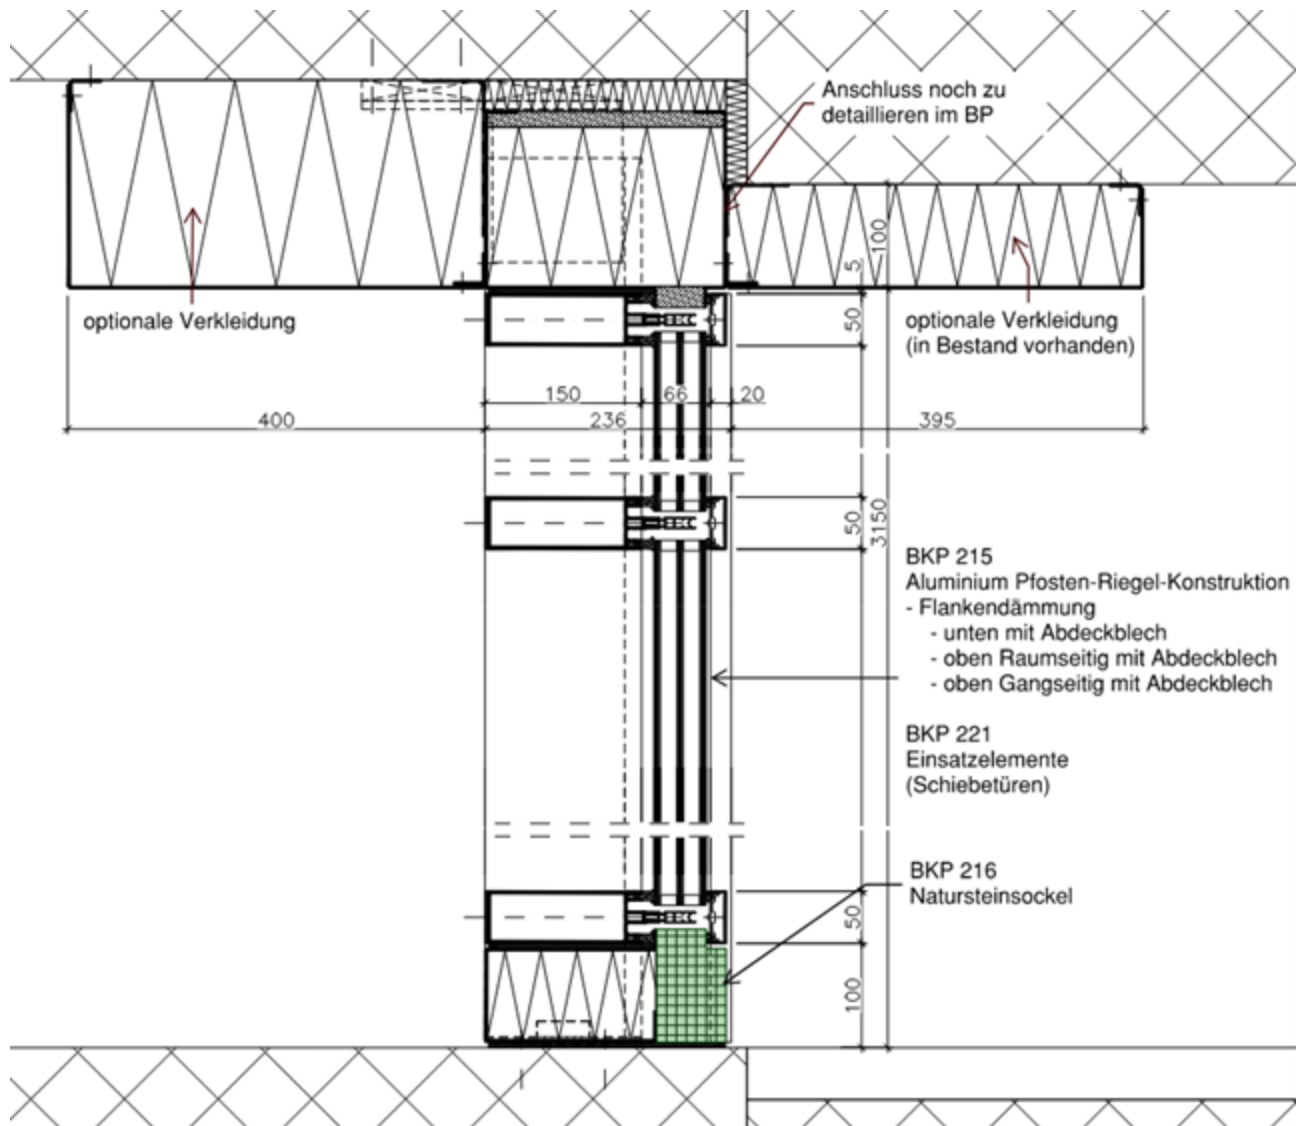 Anschluss noch zu
detaillieren im BP
100
5
optionale Verkleidung
50
optionale Verkleidung
(in Bestand vorhanden)
150
66
20
400
236
395
50
3150
BKP 215
Aluminium Pfosten-Riegel-Konstruktion
- Flankendämmung
- unten mit Abdeckblech
- oben Raumseitig mit Abdeckblech
- oben Gangseitig mit Abdeckblech
BKP 221
Einsatzelemente
(Schiebetüren)
BKP 216
Natursteinsockel
50
100